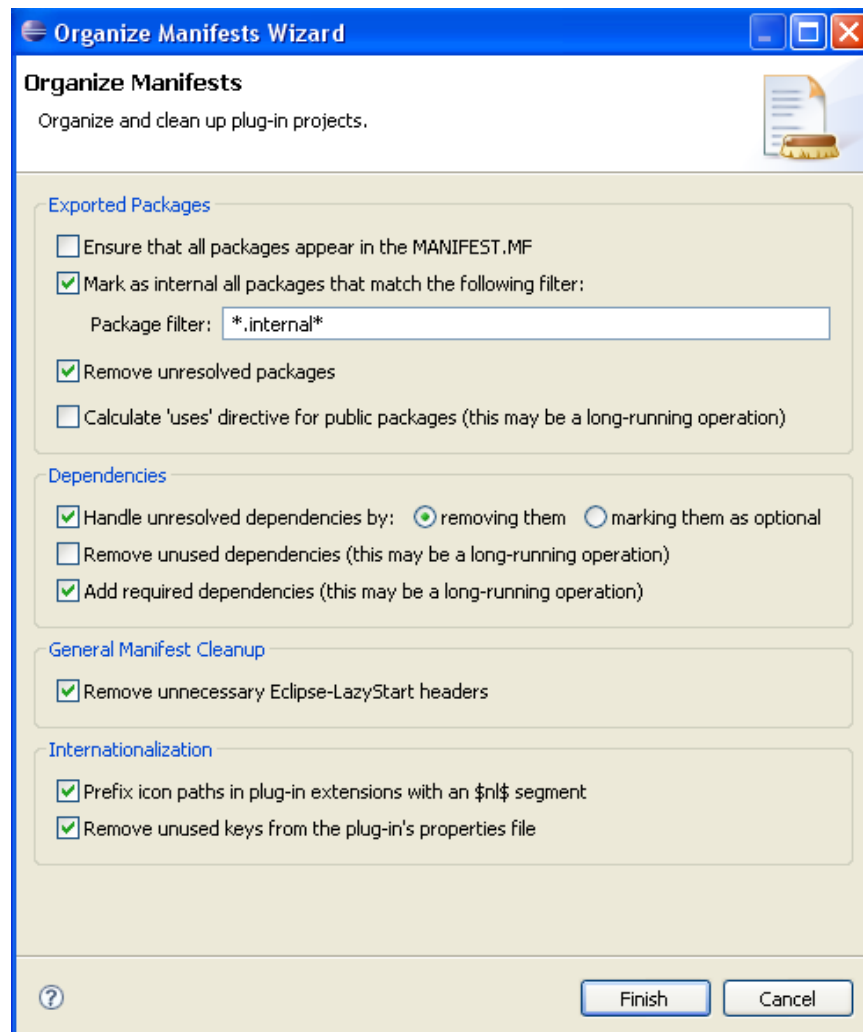 Organize Manifests Wizard
Organize Manifests
Organize and clean up plug-in projects.
Exported Packages
Ensure that all packages appear in the MANIFEST.MF
Mark as internal all packages that match the following filter:
Package filter: *.internal*
Remove unresolved packages
Calculate 'uses' directive for public packages (this may be a long-running operation)
Dependencies
Handle unresolved dependencies by: removing them marking them as optional
Remove unused dependencies (this may be a long-running operation)
Add required dependencies (this may be a long-running operation)
General Manifest Cleanup
Remove unnecessary Eclipse-LazyStart headers
Internationalization
Prefix icon paths in plug-in extensions with an $nl$ segment
Remove unused keys from the plug-in's properties file
? Finish Cancel